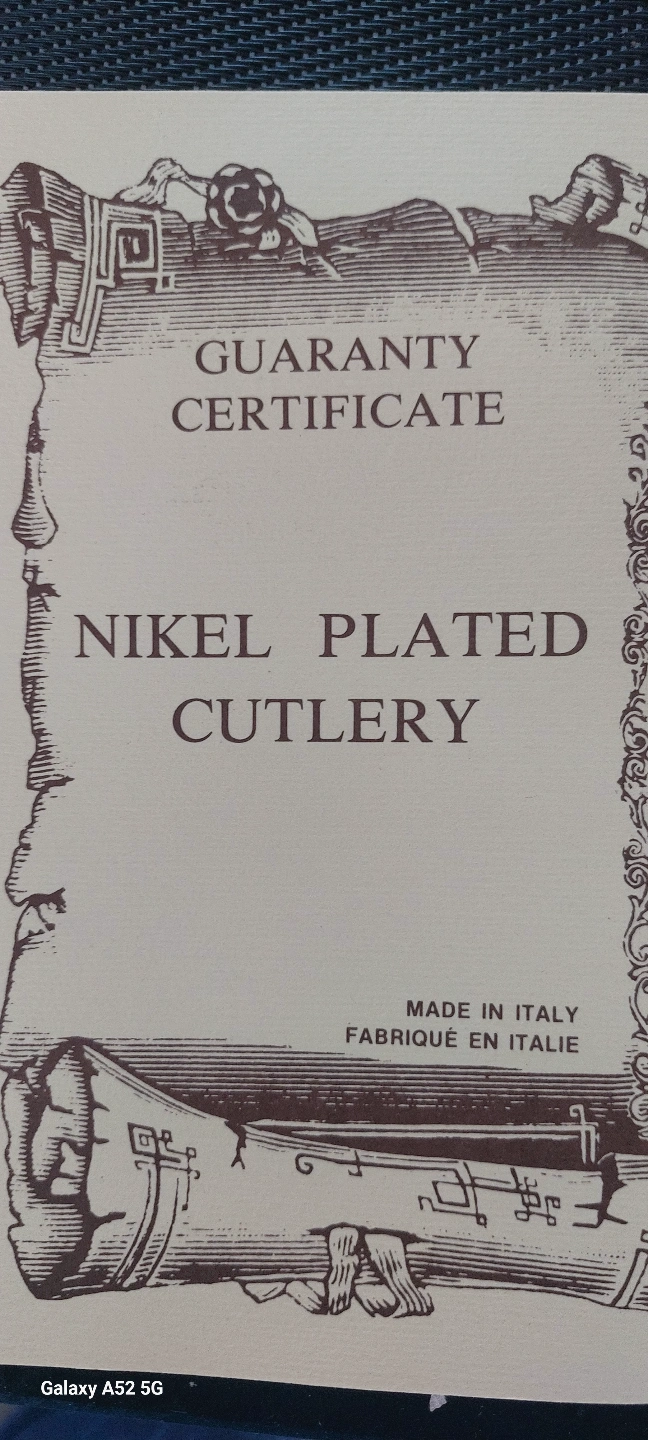 GUARANTY
CERTIFICATE
NIKEL PLATED
CUTLERY
MADE IN ITALY
FABRIQUÉ EN ITALIE
Galaxy A52 5G